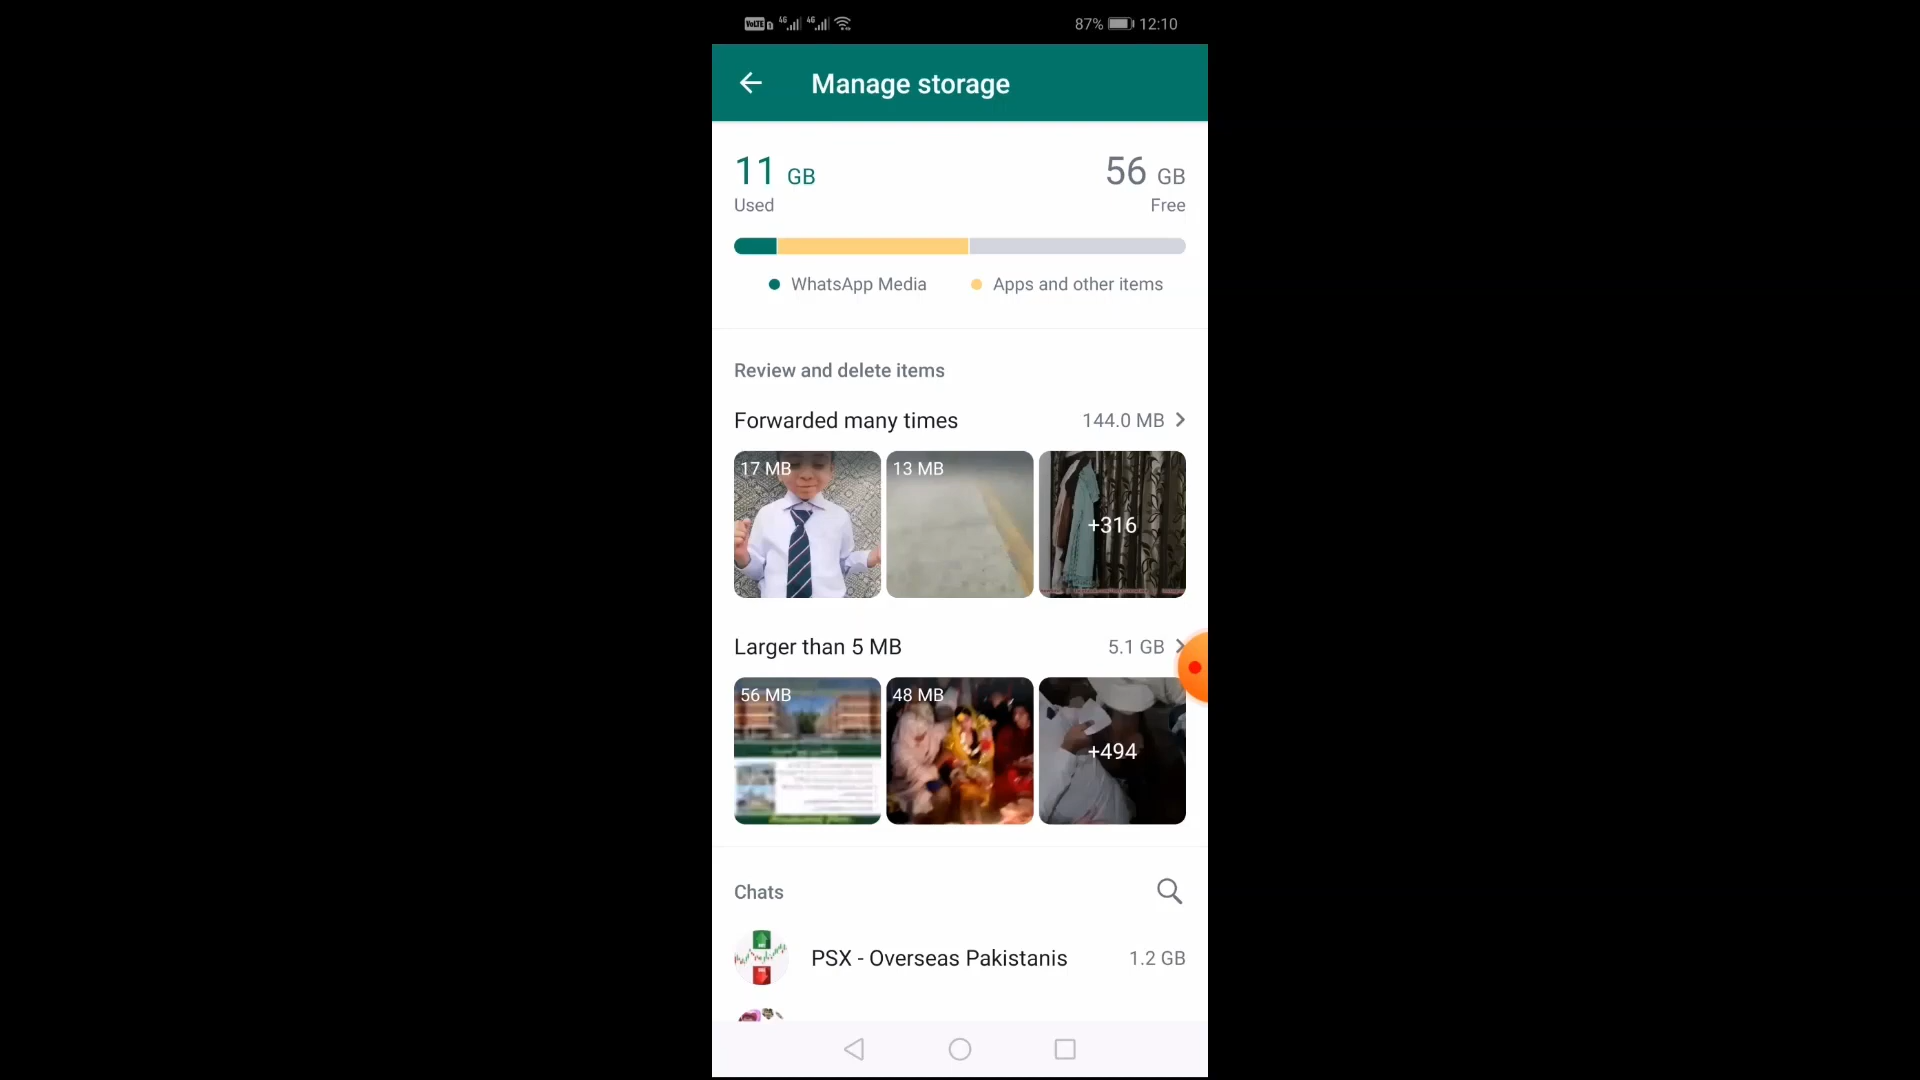 87% 12:10
Manage storage
11 GB
56 GB
Used
Free
WhatsApp Media
Apps and other items
Review and delete items
Forwarded many times
144.0 MB
17 MB
13 MB
+316
Larger than 5 MB
5.1 GB
56 MB
48 MB
+494
Chats
PSX - Overseas Pakistanis
1.2 GB